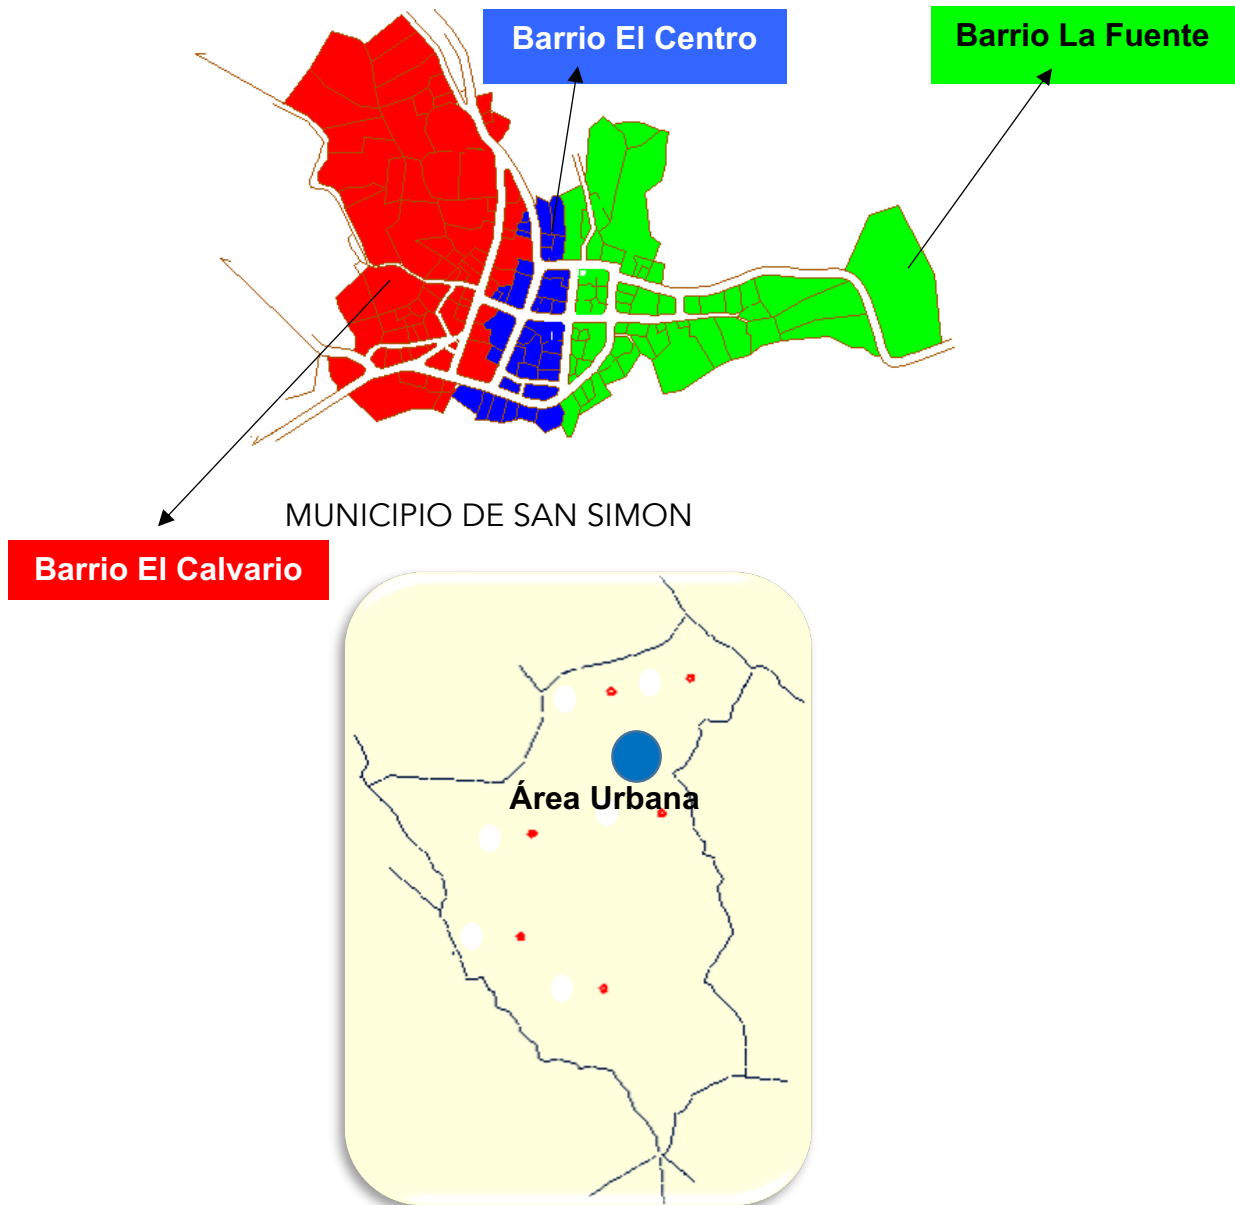 Barrio El Centro
Barrio La Fuente
MUNICIPIO DE SAN SIMON
Barrio El Calvario
Área Urbana